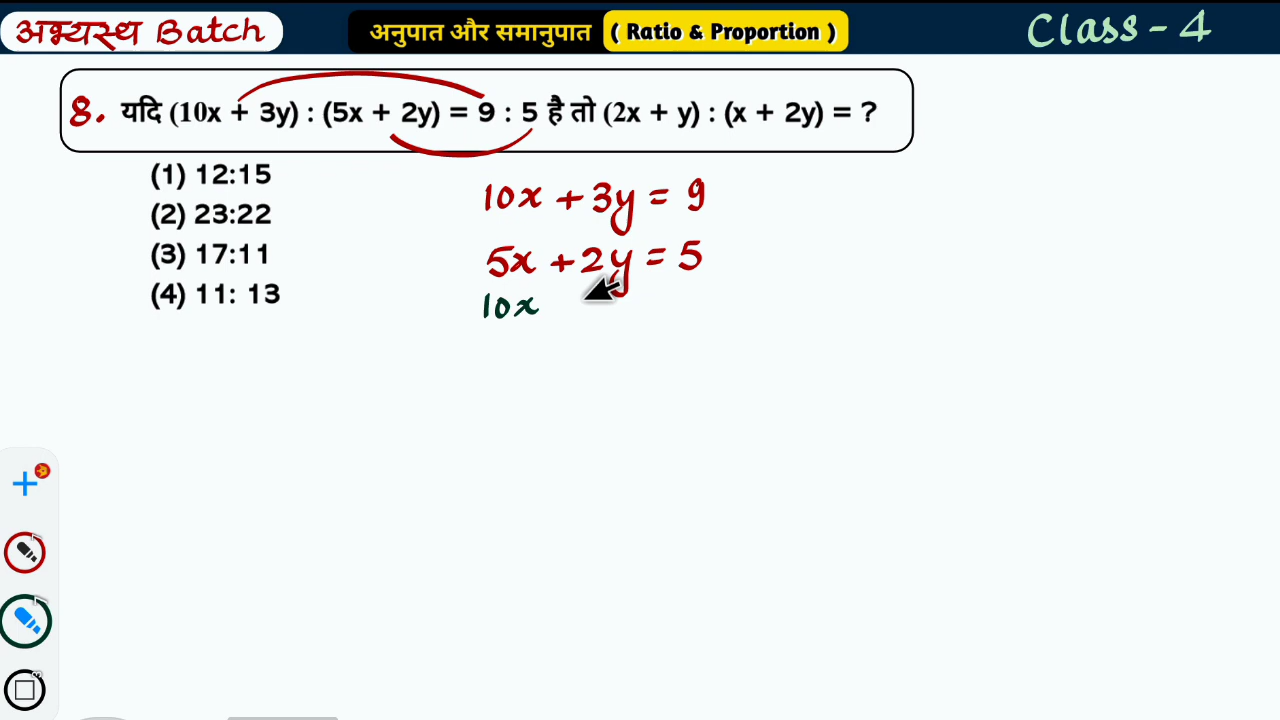 अभ्यस्थ Batch
अनुपात और समानुपात ( Ratio & Proportion )
Class - 4
8. यदि (10x + 3y) : (5x + 2y) = 9 : 5 है तो (2x + y) : (x + 2y) = ?
(1) 12:15
(2) 23:22
(3) 17:11
(4) 11: 13
10x + 3y = 9
5x + 2y = 5
10x